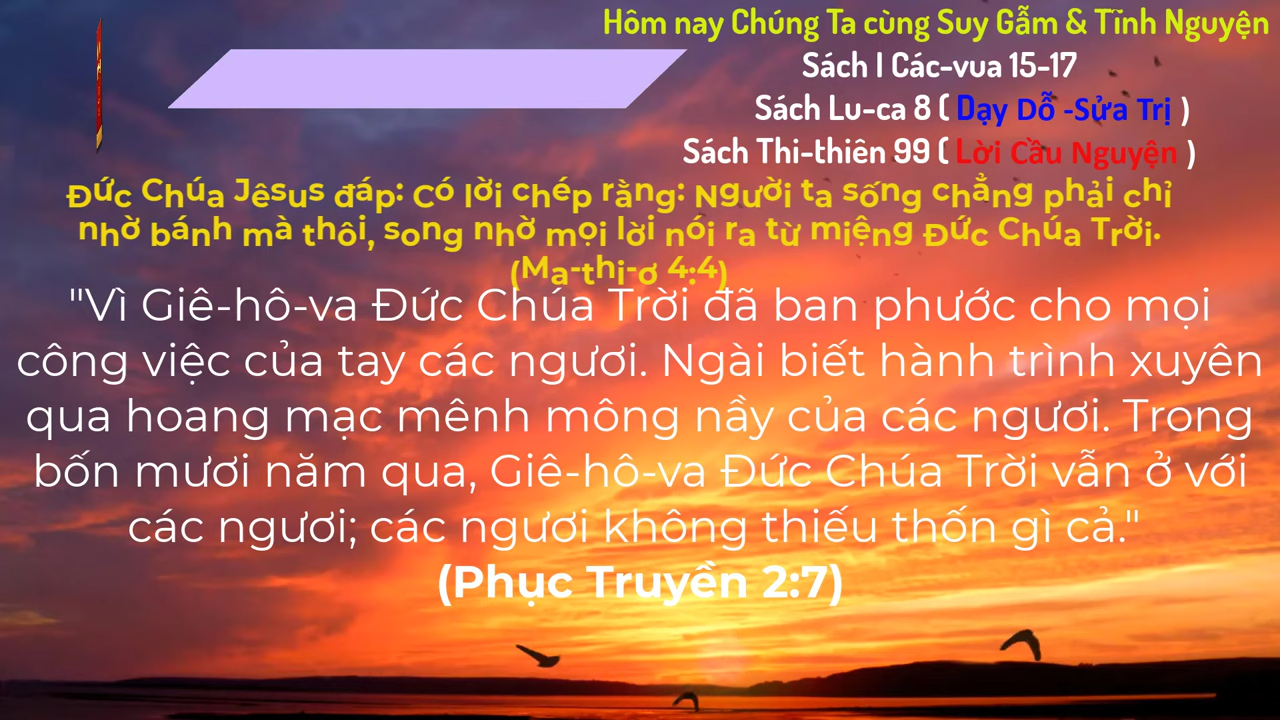 Hôm nay Chúng Ta cùng Suy Gẫm & Tĩnh Nguyện
Sách I Các-vua 15-17
Sách Lu-ca 8 ( Dạy Dỗ -Sửa Trị )
Sách Thi-thiên 99 ( Lời Cầu Nguyện )
Đức Chúa Jêsus đáp: Có lời chép rằng: Người ta sống chẳng phải chỉ
nhờ bánh mà thôi, song nhờ mọi lời nói ra từ miệng Đức Chúa Trời.
(Ma-thi-ơ 4:4)
"Vì Giê-hô-va Đức Chúa Trời đã ban phước cho mọi
công việc của tay các ngươi. Ngài biết hành trình xuyên
qua hoang mạc mênh mông nầy của các ngươi. Trong
bốn mươi năm qua, Giê-hô-va Đức Chúa Trời vẫn ở với
các ngươi; các ngươi không thiếu thốn gì cả."
(Phục Truyền 2:7)